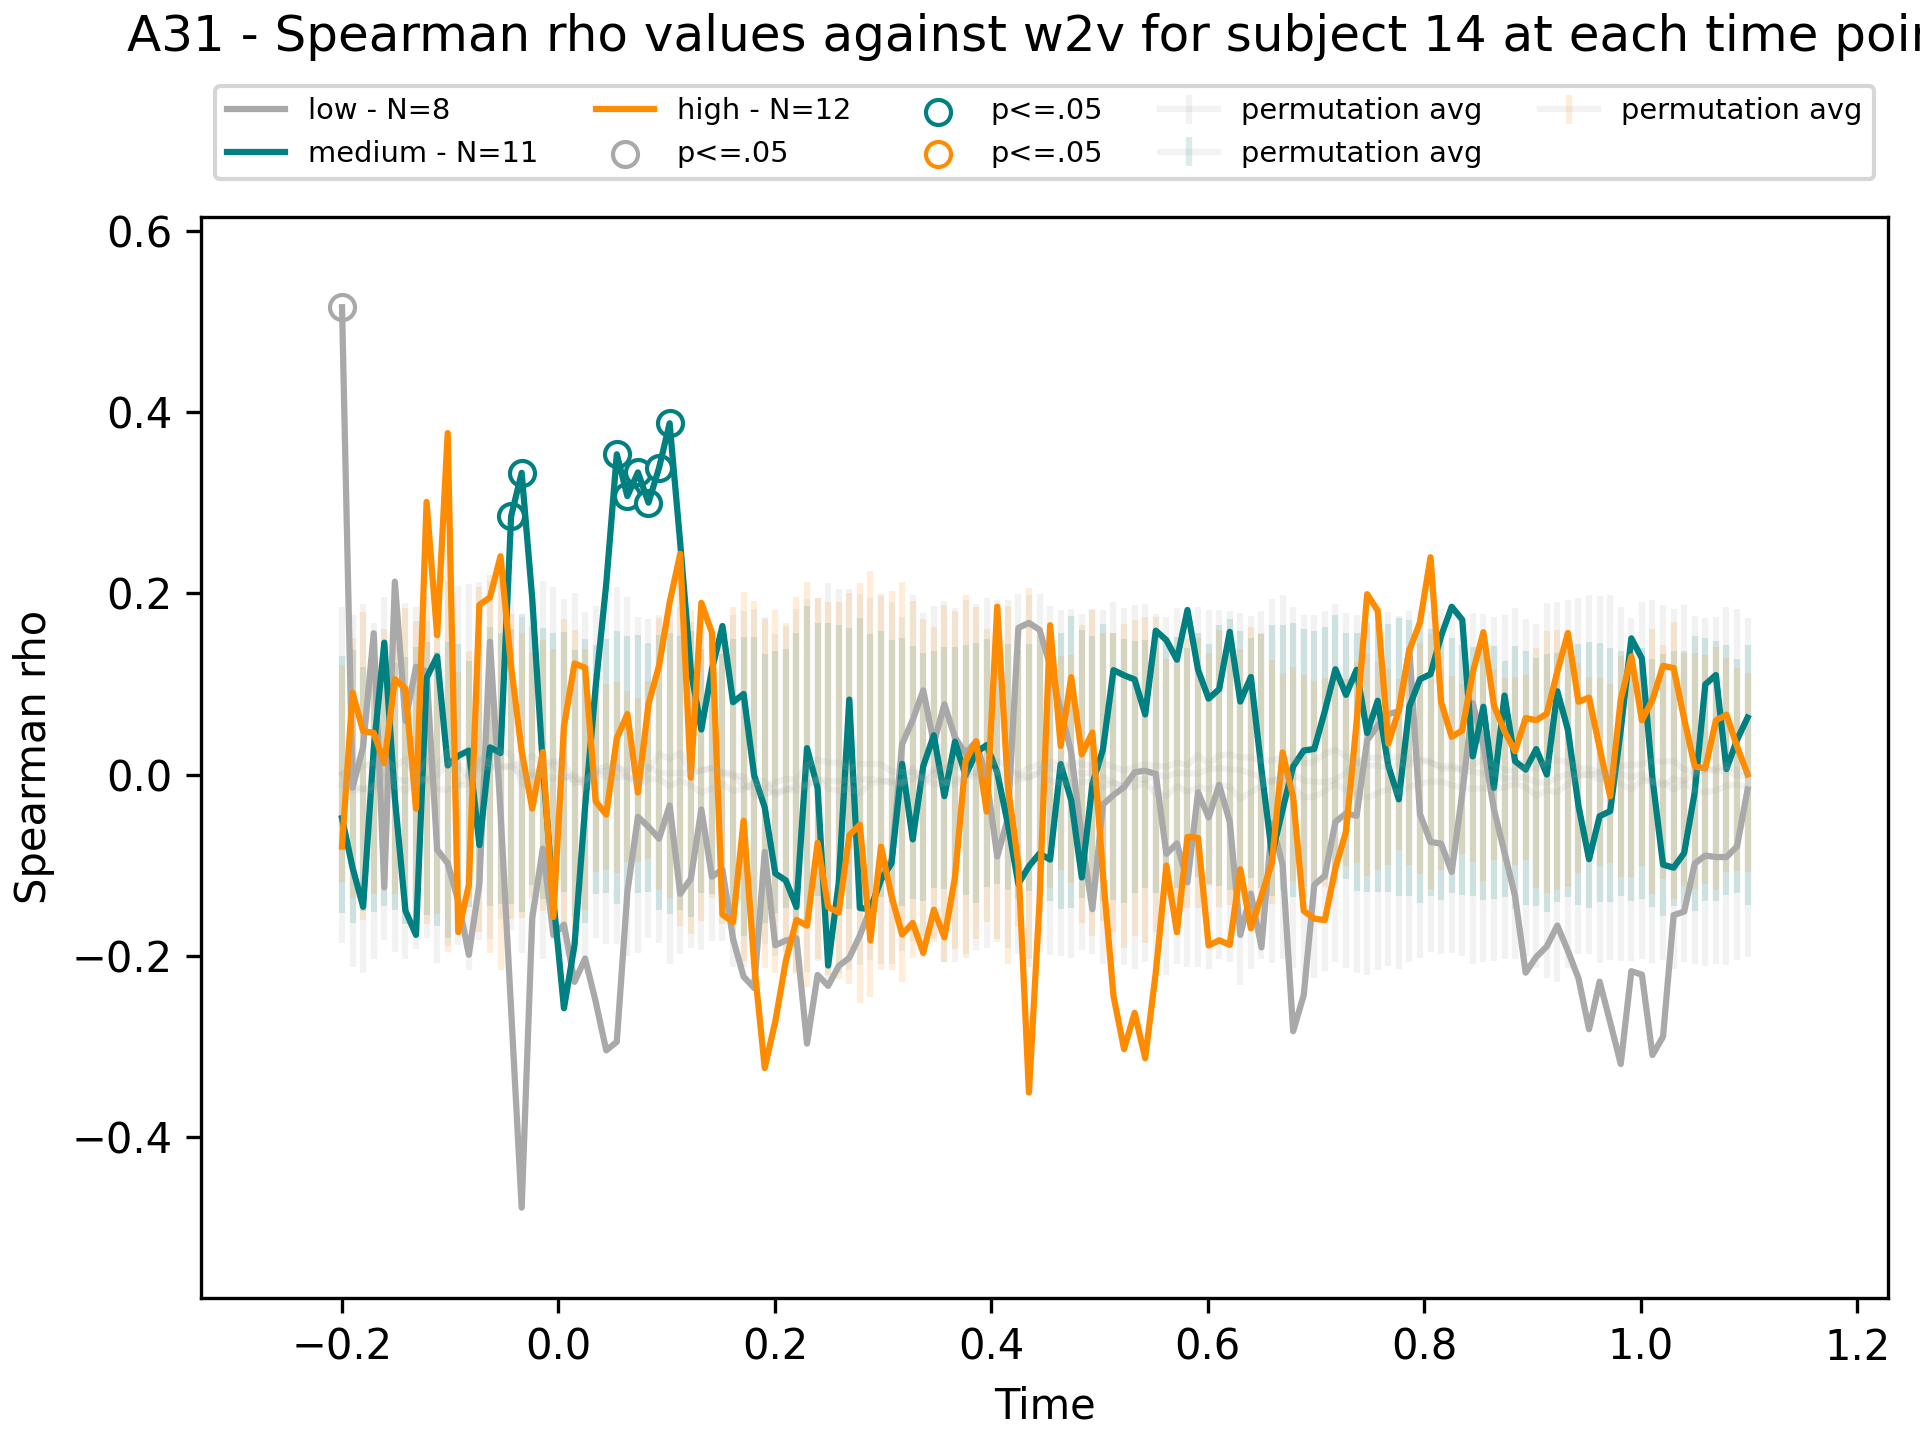 A31 - Spearman rho values against w2v for subject 14 at each time poi
low - N=8
medium - N=11
high - N=12
p<=.05
p<=.05
p<=.05
permutation avg
permutation avg
permutation avg
0.6
0.4
0.2
0.0
−0.2
−0.4
Spearman rho
−0.2 0.0 0.2 0.4 0.6 0.8 1.0 1.2
Time